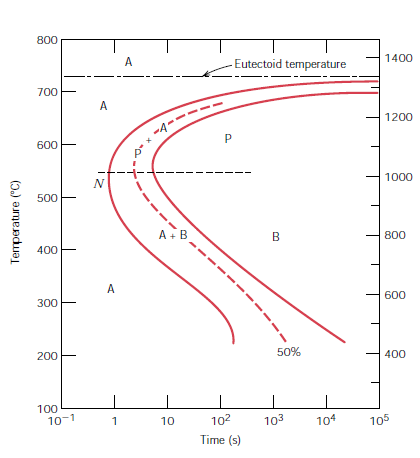 800
A
Eutectoid temperature
1400
700
A
1200
A
+
P
P
600
N
1000
500
A + B
B
800
400
A
600
300
50%
200
400
100
10⁻¹
1
10
10²
10³
10⁴
10⁵
Temperature (°C)
Time (s)